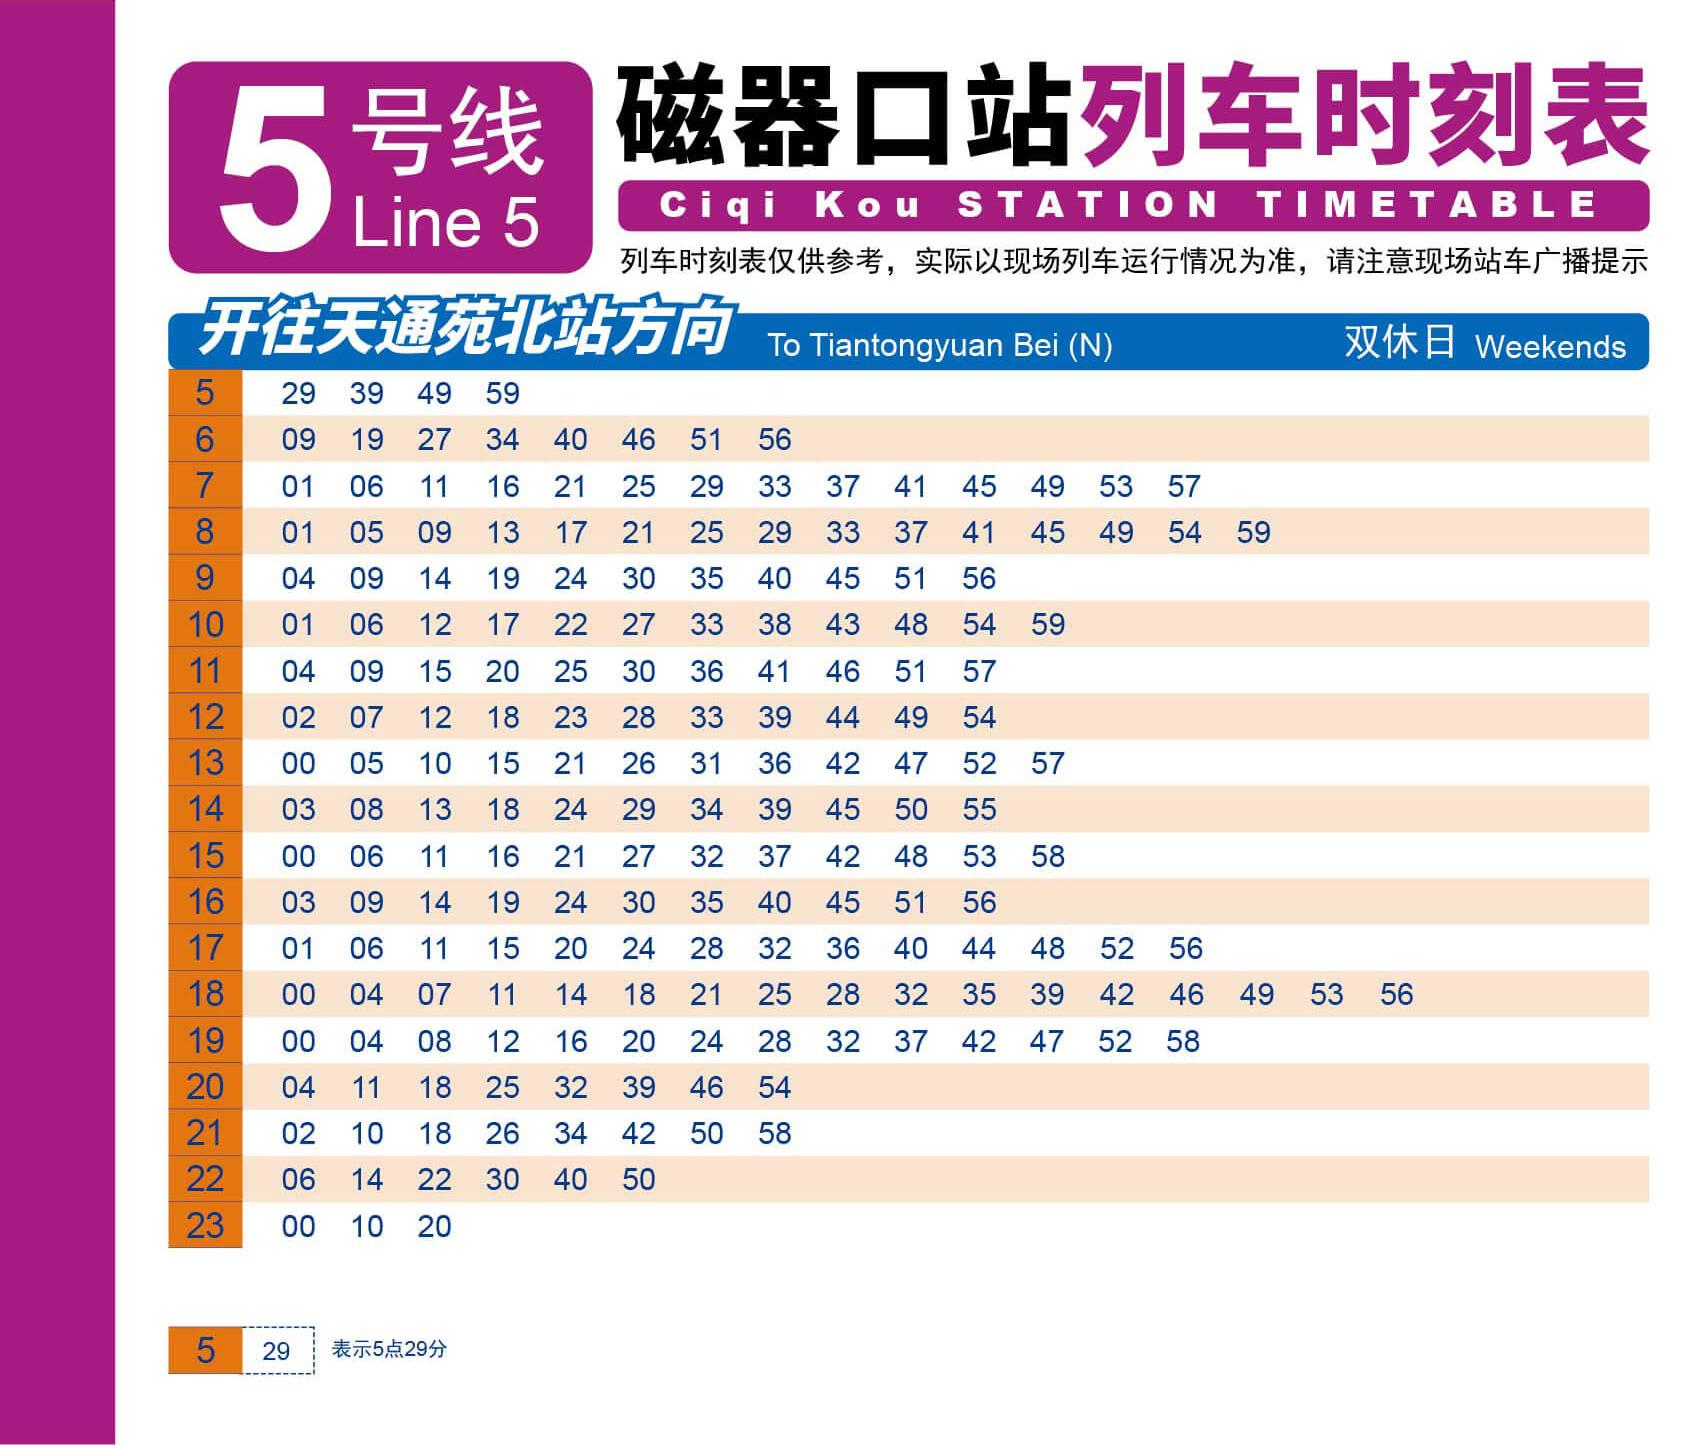 5 号线
Line 5
磁器口站列车时刻表
Ciqi Kou STATION TIMETABLE
列车时刻表仅供参考，实际以现场列车运行情况为准，请注意现场站车广播提示
开往天通苑北站方向 To Tiantongyuan Bei (N) 双休日 Weekends
5 29 39 49 59
6 09 19 27 34 40 46 51 56
7 01 06 11 16 21 25 29 33 37 41 45 49 53 57
8 01 05 09 13 17 21 25 29 33 37 41 45 49 54 59
9 04 09 14 19 24 30 35 40 45 51 56
10 01 06 12 17 22 27 33 38 43 48 54 59
11 04 09 15 20 25 30 36 41 46 51 57
12 02 07 12 18 23 28 33 39 44 49 54
13 00 05 10 15 21 26 31 36 42 47 52 57
14 03 08 13 18 24 29 34 39 45 50 55
15 00 06 11 16 21 27 32 37 42 48 53 58
16 03 09 14 19 24 30 35 40 45 51 56
17 01 06 11 15 20 24 28 32 36 40 44 48 52 56
18 00 04 07 11 14 18 21 25 28 32 35 39 42 46 49 53 56
19 00 04 08 12 16 20 24 28 32 37 42 47 52 58
20 04 11 18 25 32 39 46 54
21 02 10 18 26 34 42 50 58
22 06 14 22 30 40 50
23 00 10 20
5 29 表示5点29分